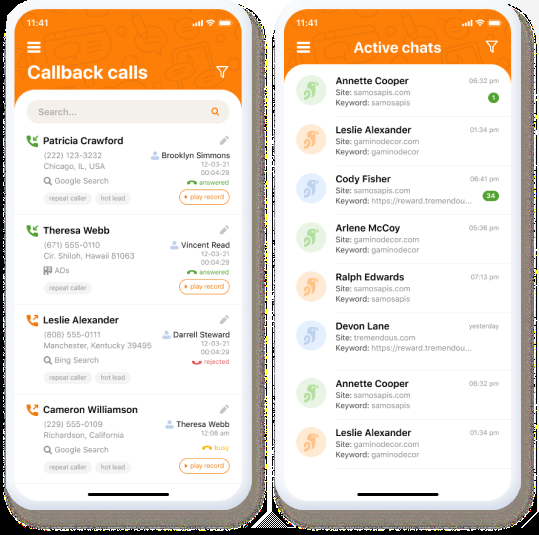 11:41
Callback calls
Search...
Patricia Crawford
(222) 123-3232
Chicago, IL, USA
Google Search
repeat caller hot lead
Brooklyn Simmons
12-03-21
00:04:29
answered
play record
Theresa Webb
(671) 555-0110
Cir. Shiloh, Hawaii 81063
ADs
repeat caller
Vincent Read
12-03-21
00:04:29
answered
play record
Leslie Alexander
(808) 555-0111
Manchester, Kentucky 39495
Bing Search
repeat caller hot lead
Darrell Steward
12-03-21
00:04:29
rejected
Cameron Williamson
(229) 555-0109
Richardson, California
Google Search
repeat caller hot lead
Theresa Webb
12:06 am
busy
play record
11:41
Active chats
Annette Cooper 06:32 pm
Site: samosapis.com 1
Keyword: samosapis
Leslie Alexander 01:34 pm
Site: gaminodecor.com
Keyword: gaminodecor
Cody Fisher 06:41 pm
Site: samosapis.com
Keyword: https://reward.tremendou... 34
Arlene McCoy 05:36 pm
Site: gaminodecor.com
Keyword: gaminodecor
Ralph Edwards 07:13 pm
Site: samosapis.com
Keyword: samosapis
Devon Lane yesterday
Site: tremendous.com
Keyword: https://reward.tremendou...
Annette Cooper 06:32 pm
Site: samosapis.com
Keyword: samosapis
Leslie Alexander 01:34 pm
Site: gaminodecor.com
Keyword: gaminodecor